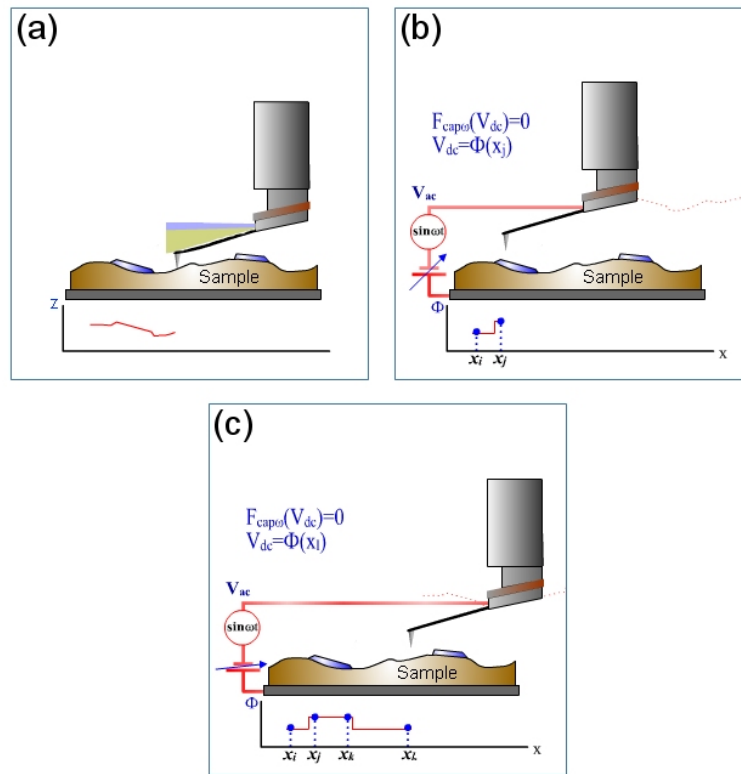 (a)
Sample
Z
(b)
F_capω(V_dc)=0
V_dc=Φ(x_j)
V_ac
sinωt
Sample
Φ
x_i x_j
x
(c)
F_capω(V_dc)=0
V_dc=Φ(x_l)
V_ac
sinωt
Sample
Φ
x_i x_j x_k x_L
x